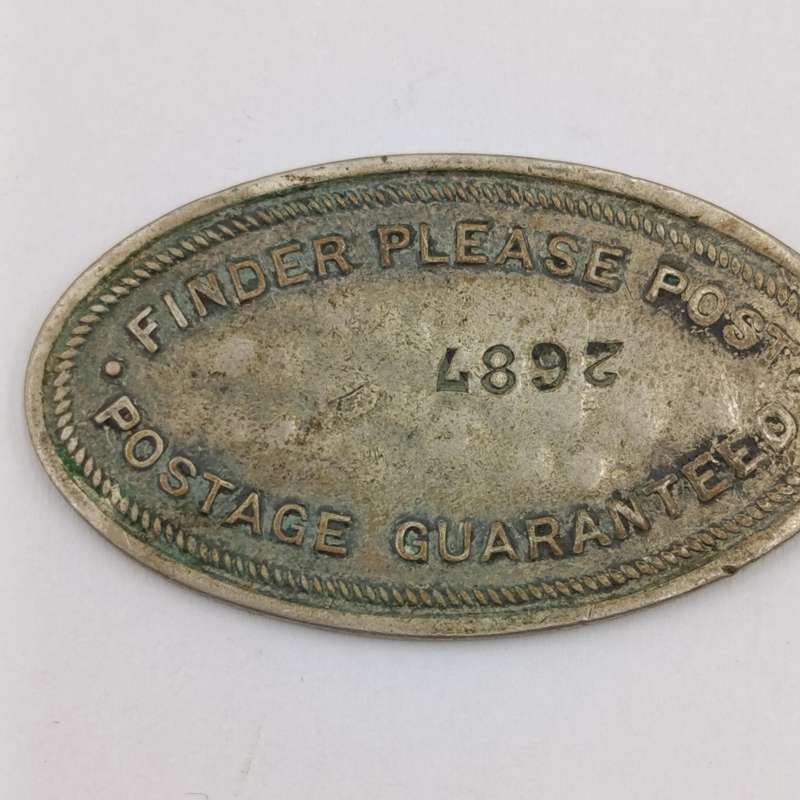 FINDER PLEASE POST
2687
POSTAGE GUARANTEED